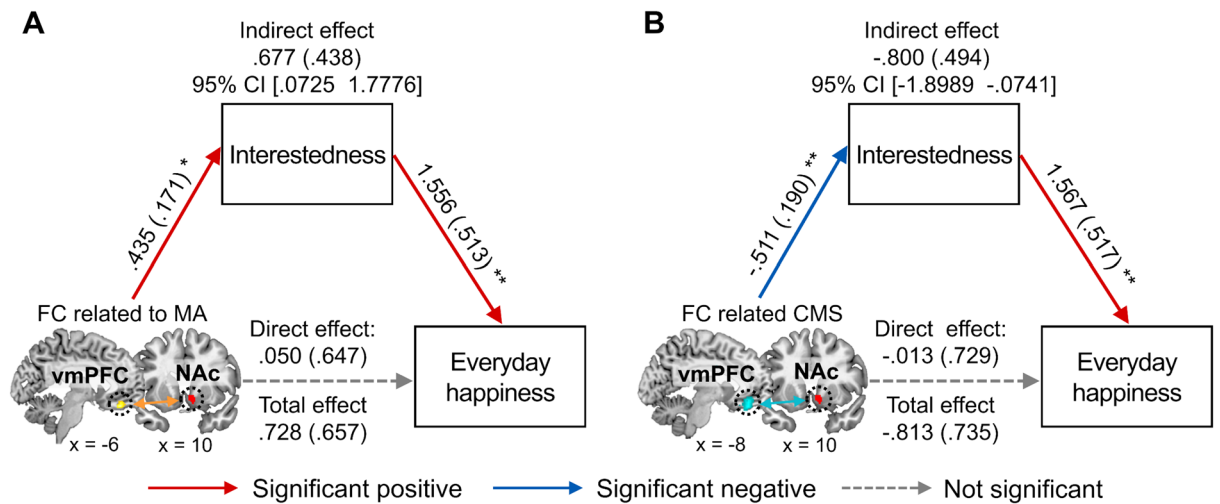 A
Indirect effect
.677 (.438)
95% CI [.0725 1.7776]
Interestedness
.435 (.171) *
1.556 (.513) **
FC related to MA
vmPFC
NAc
x = -6
x = 10
Direct effect:
.050 (.647)
Total effect
.728 (.657)
Everyday
happiness
B
Indirect effect
-.800 (.494)
95% CI [-1.8989 -.0741]
Interestedness
-.511 (.190) **
1.567 (.517) **
FC related CMS
vmPFC
NAc
x = -8
x = 10
Direct effect:
-.013 (.729)
Total effect
-.813 (.735)
Everyday
happiness
Significant positive
Significant negative
Not significant